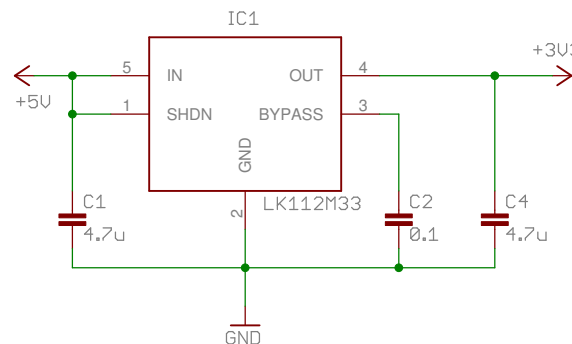 IC1
+3V3
5
IN
OUT
4
+5V
1
SHDN
BYPASS
3
GND
2
LK112M33
C1
4.7u
C2
0.1
C4
4.7u
GND